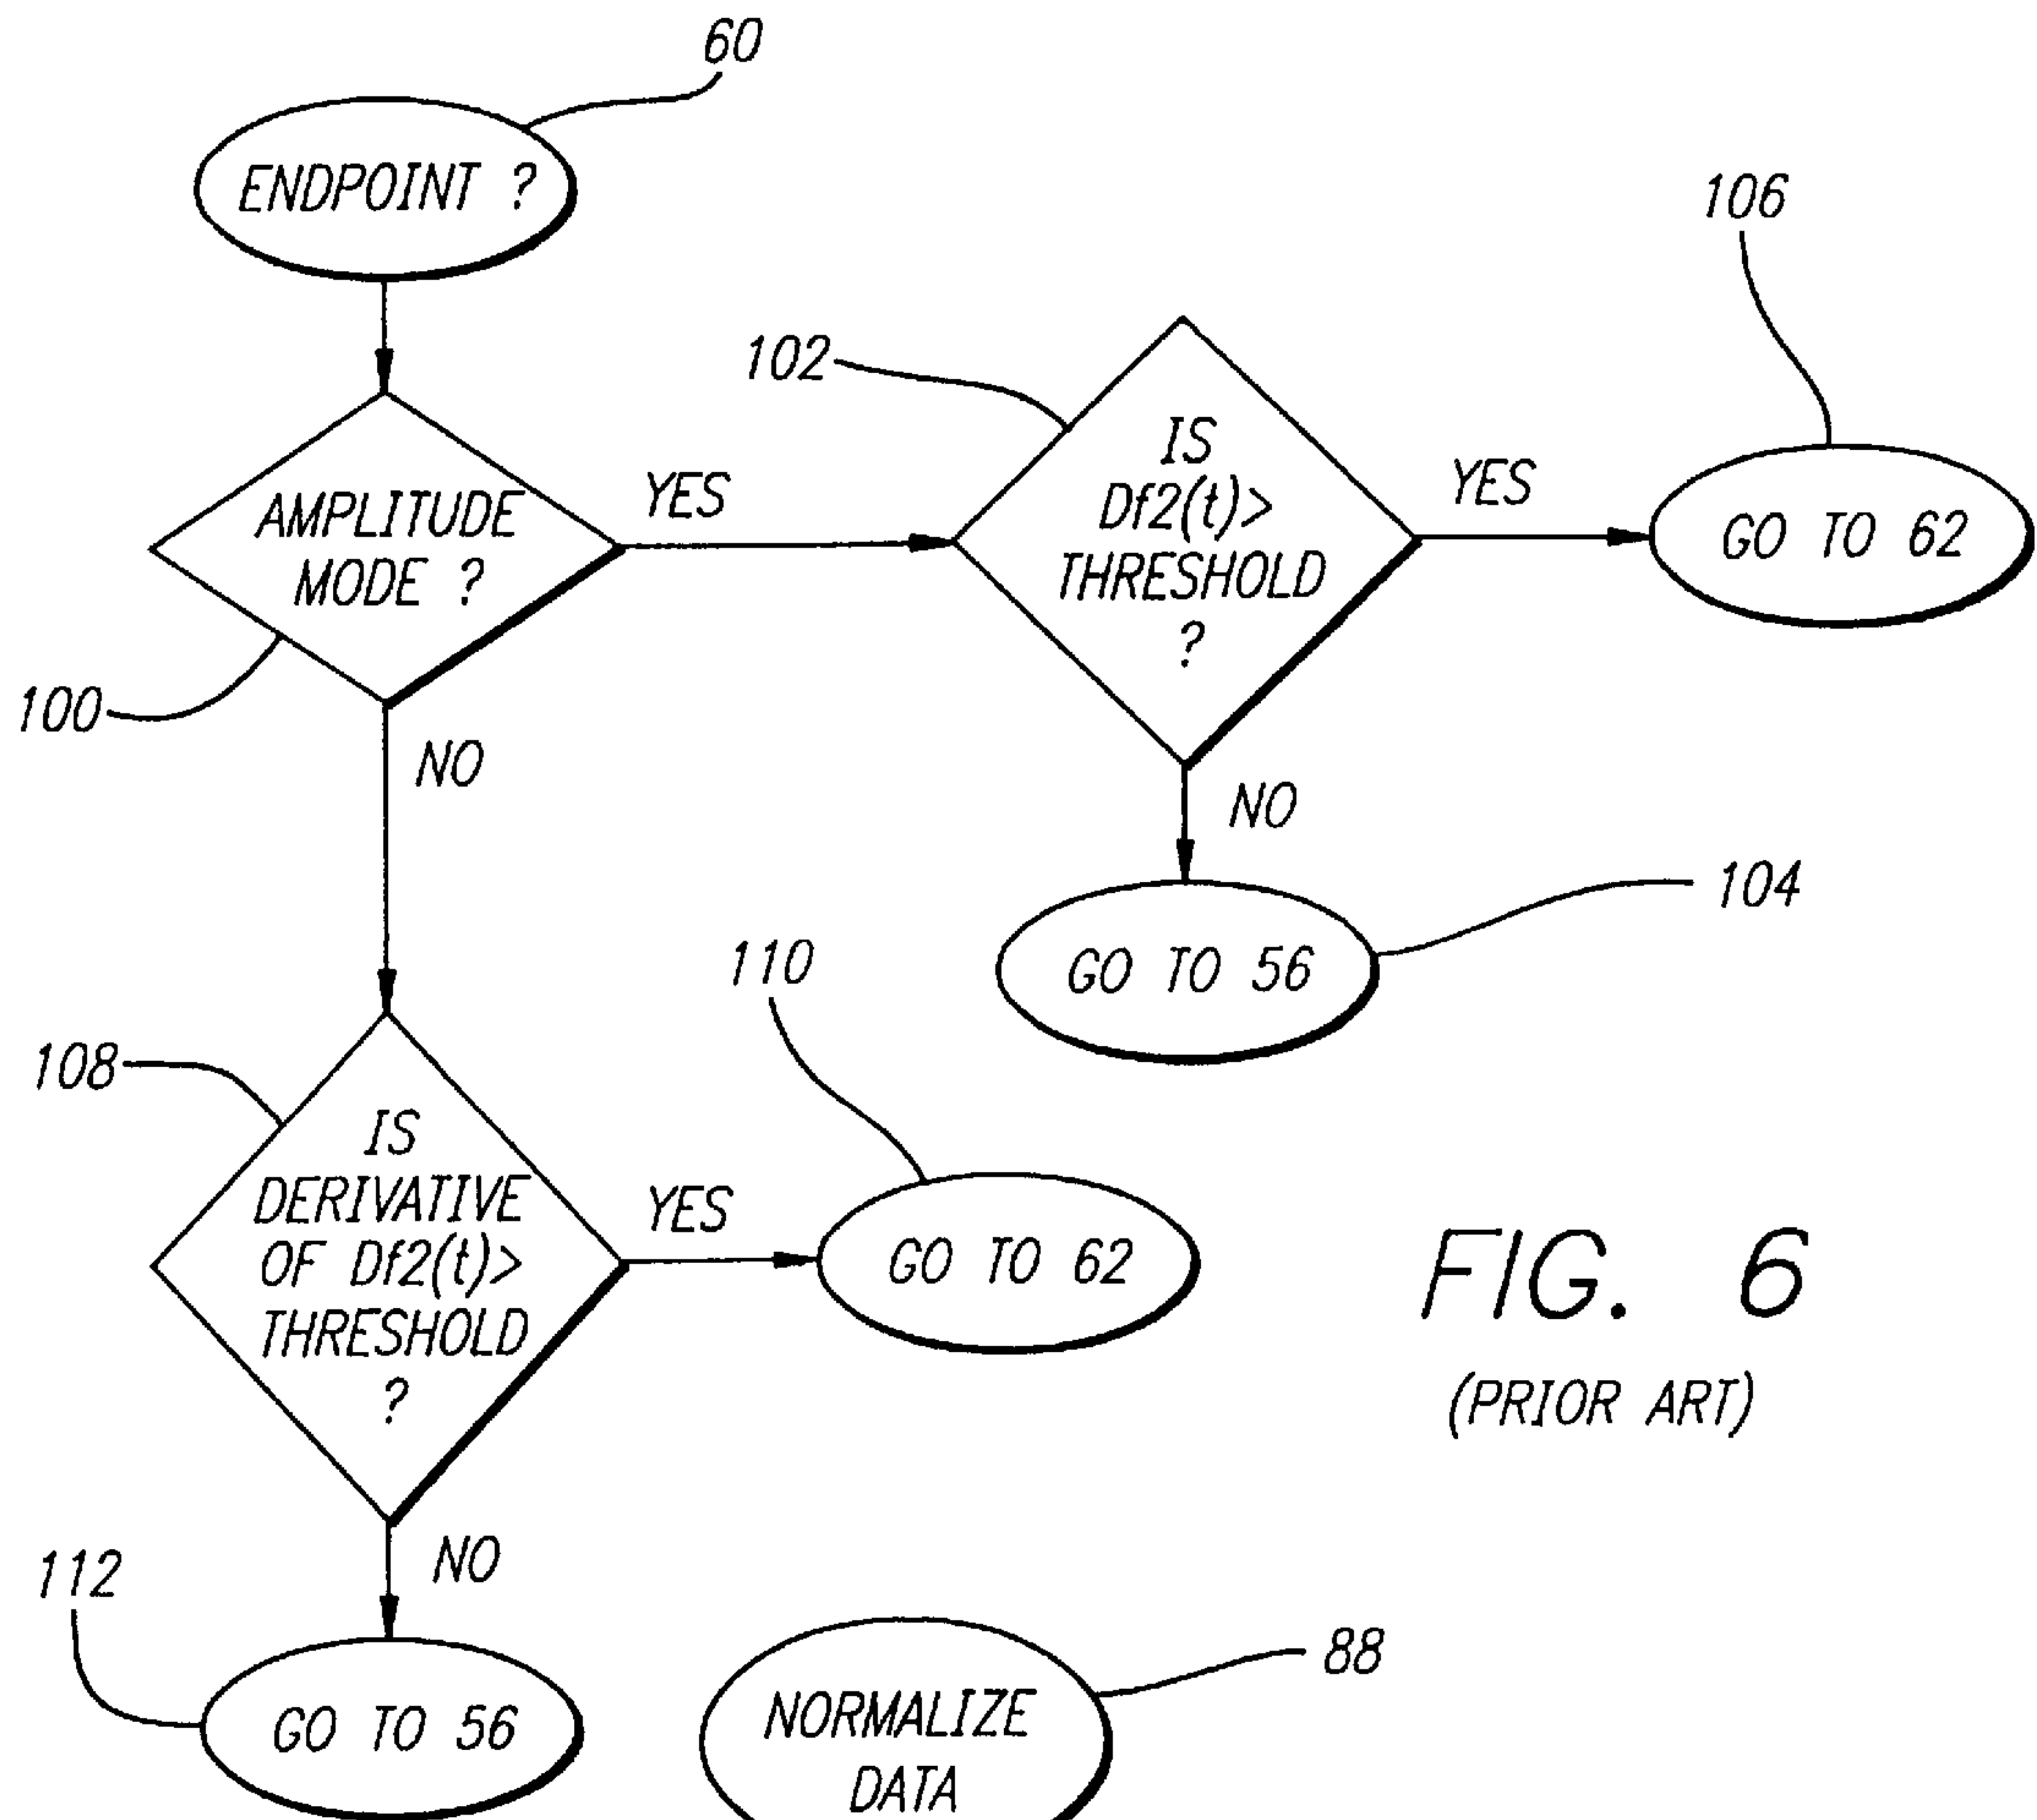 60
ENDPOINT ?
106
102
IS
Df2(t)>
THRESHOLD
?
YES
GO TO 62
AMPLITUDE
MODE ?
YES
100
NO
NO
104
GO TO 56
110
108
IS
DERIVATIVE
OF Df2(t)>
THRESHOLD
?
YES
GO TO 62
FIG. 6
(PRIOR ART)
NO
112
GO TO 56
88
NORMALIZE
DATA